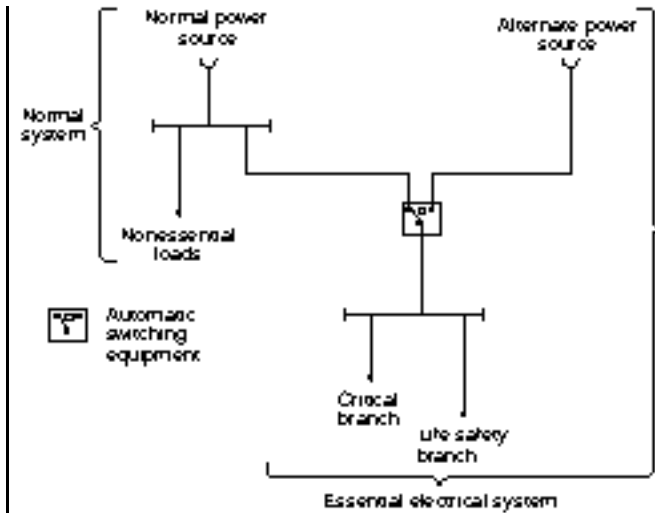 Normal power
source
Alternate power
source
Normal
system
Nonessential
loads
Automatic
switching
equipment
Critical
branch
Life safety
branch
Essential electrical system